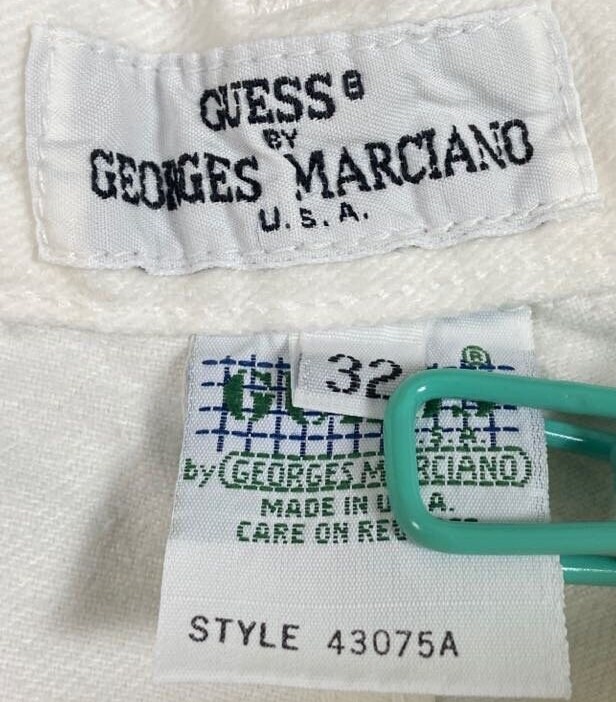 GUESS®
BY
GEORGES MARCIANO
U.S.A.
32
®
by GEORGES MARCIANO
MADE IN U.S.A.
CARE ON
STYLE 43075A